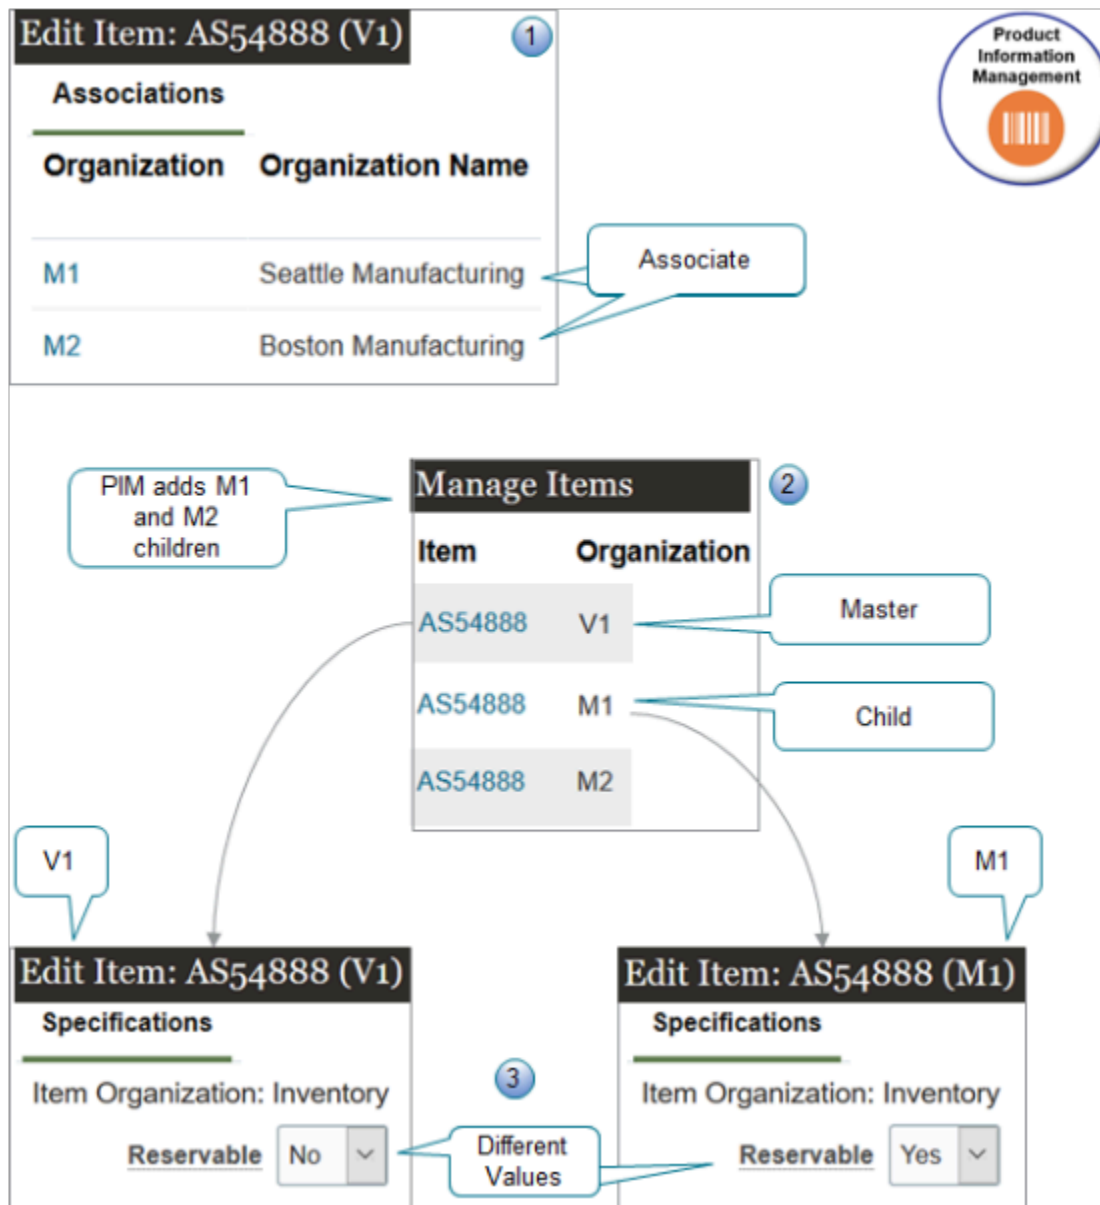 Edit Item: AS54888 (V1)
1
Product
Information
Management
Associations
Organization Organization Name
M1 Seattle Manufacturing
Associate
M2 Boston Manufacturing
PIM adds M1
and M2
children
Manage Items
2
Item Organization
AS54888 V1
Master
AS54888 M1
Child
AS54888 M2
V1
M1
Edit Item: AS54888 (V1)
Specifications
Item Organization: Inventory
Reservable No
3
Different
Values
Edit Item: AS54888 (M1)
Specifications
Item Organization: Inventory
Reservable Yes